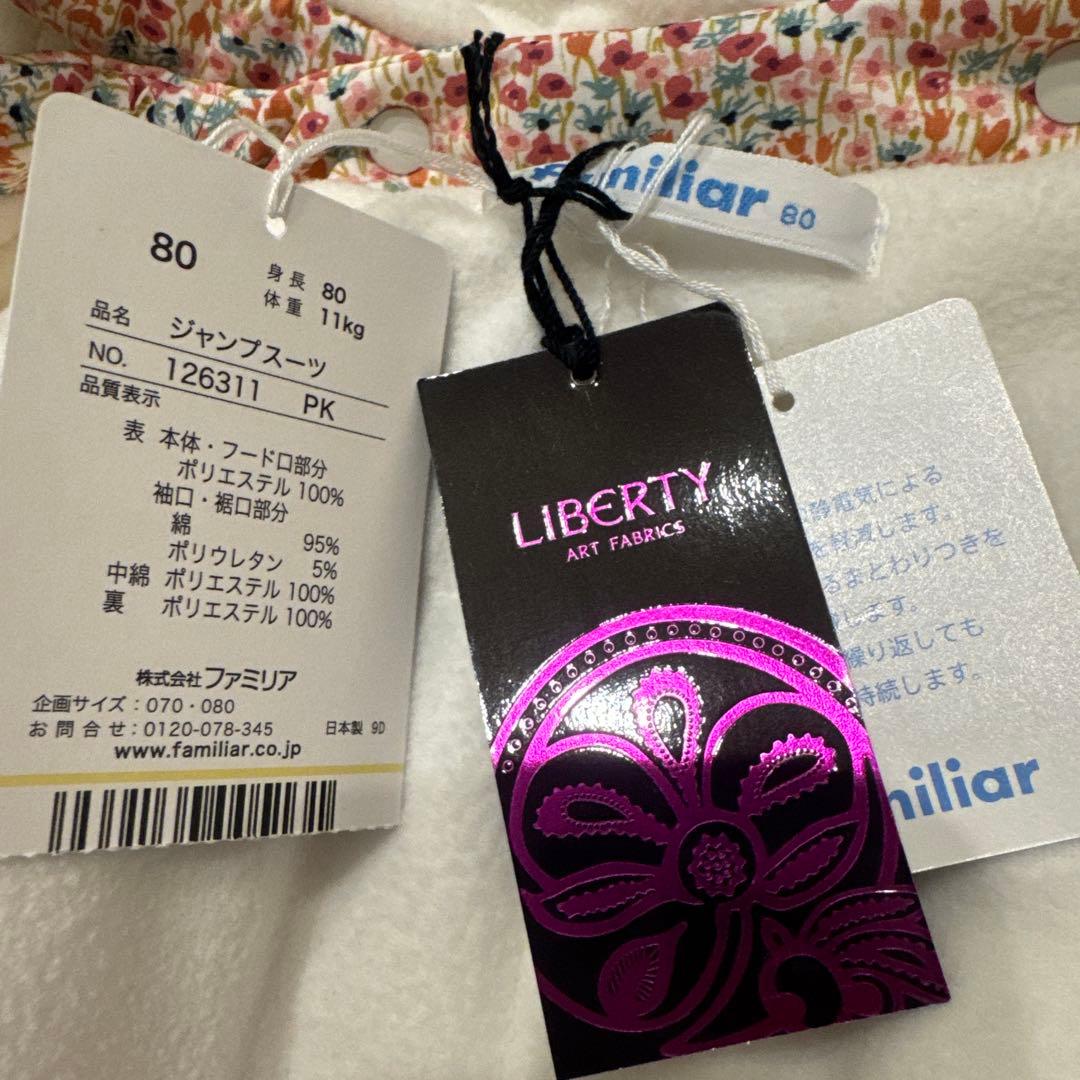 familiar 80
80
身長 80
体重 11kg
品名 ジャンプスーツ
NO. 126311 PK
品質表示
表 本体・フード口部分
ポリエステル 100%
袖口・裾口部分
綿 95%
ポリウレタン 5%
中綿 ポリエステル 100%
裏 ポリエステル 100%
株式会社ファミリア
企画サイズ：070・080
お問合せ：0120-078-345 日本製 9D
www.familiar.co.jp
LIBERTY
ART FABRICS
静電気による
を軽減します。
るまとわりつきを
します。
繰り返しても
持続します。
miliar